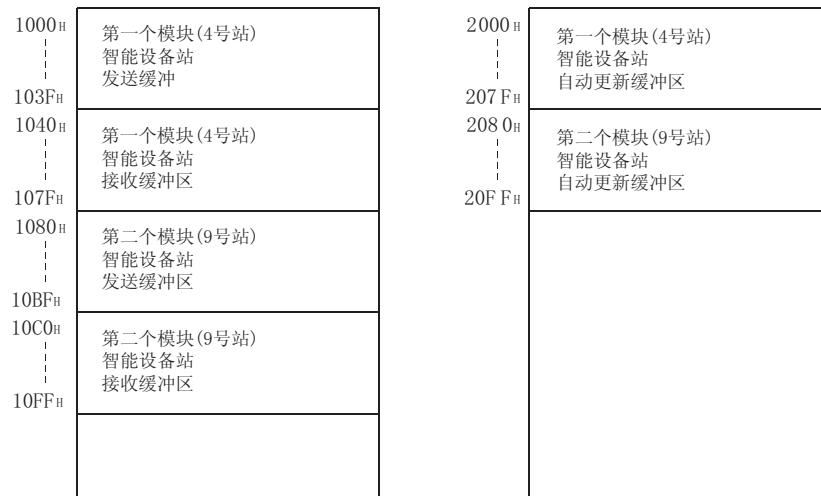 1000H
第一个模块(4号站)
智能设备站
发送缓冲
103FH
1040H
第一个模块(4号站)
智能设备站
接收缓冲区
107FH
1080H
第二个模块(9号站)
智能设备站
发送缓冲区
10BFH
10C0H
第二个模块(9号站)
智能设备站
接收缓冲区
10FFH
2000H
第一个模块(4号站)
智能设备站
自动更新缓冲区
207FH
2080H
第二个模块(9号站)
智能设备站
自动更新缓冲区
20FFH